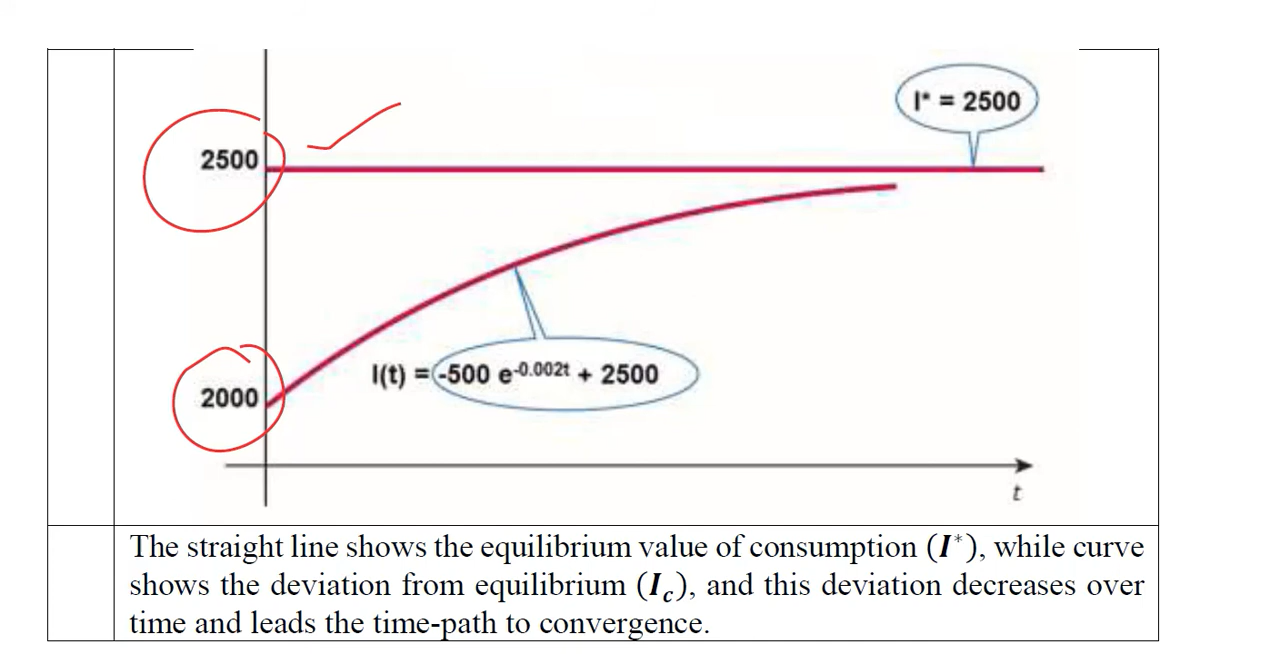 I* = 2500
2500
I(t) = -500 e-0.002t + 2500
2000
t
The straight line shows the equilibrium value of consumption (I*), while curve
shows the deviation from equilibrium (Ic), and this deviation decreases over
time and leads the time-path to convergence.